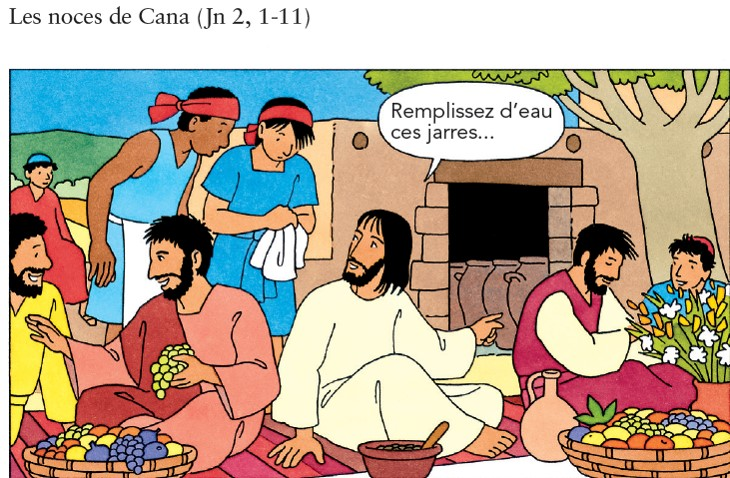 Les noces de Cana (Jn 2, 1-11)
Remplissez d'eau
ces jarres...